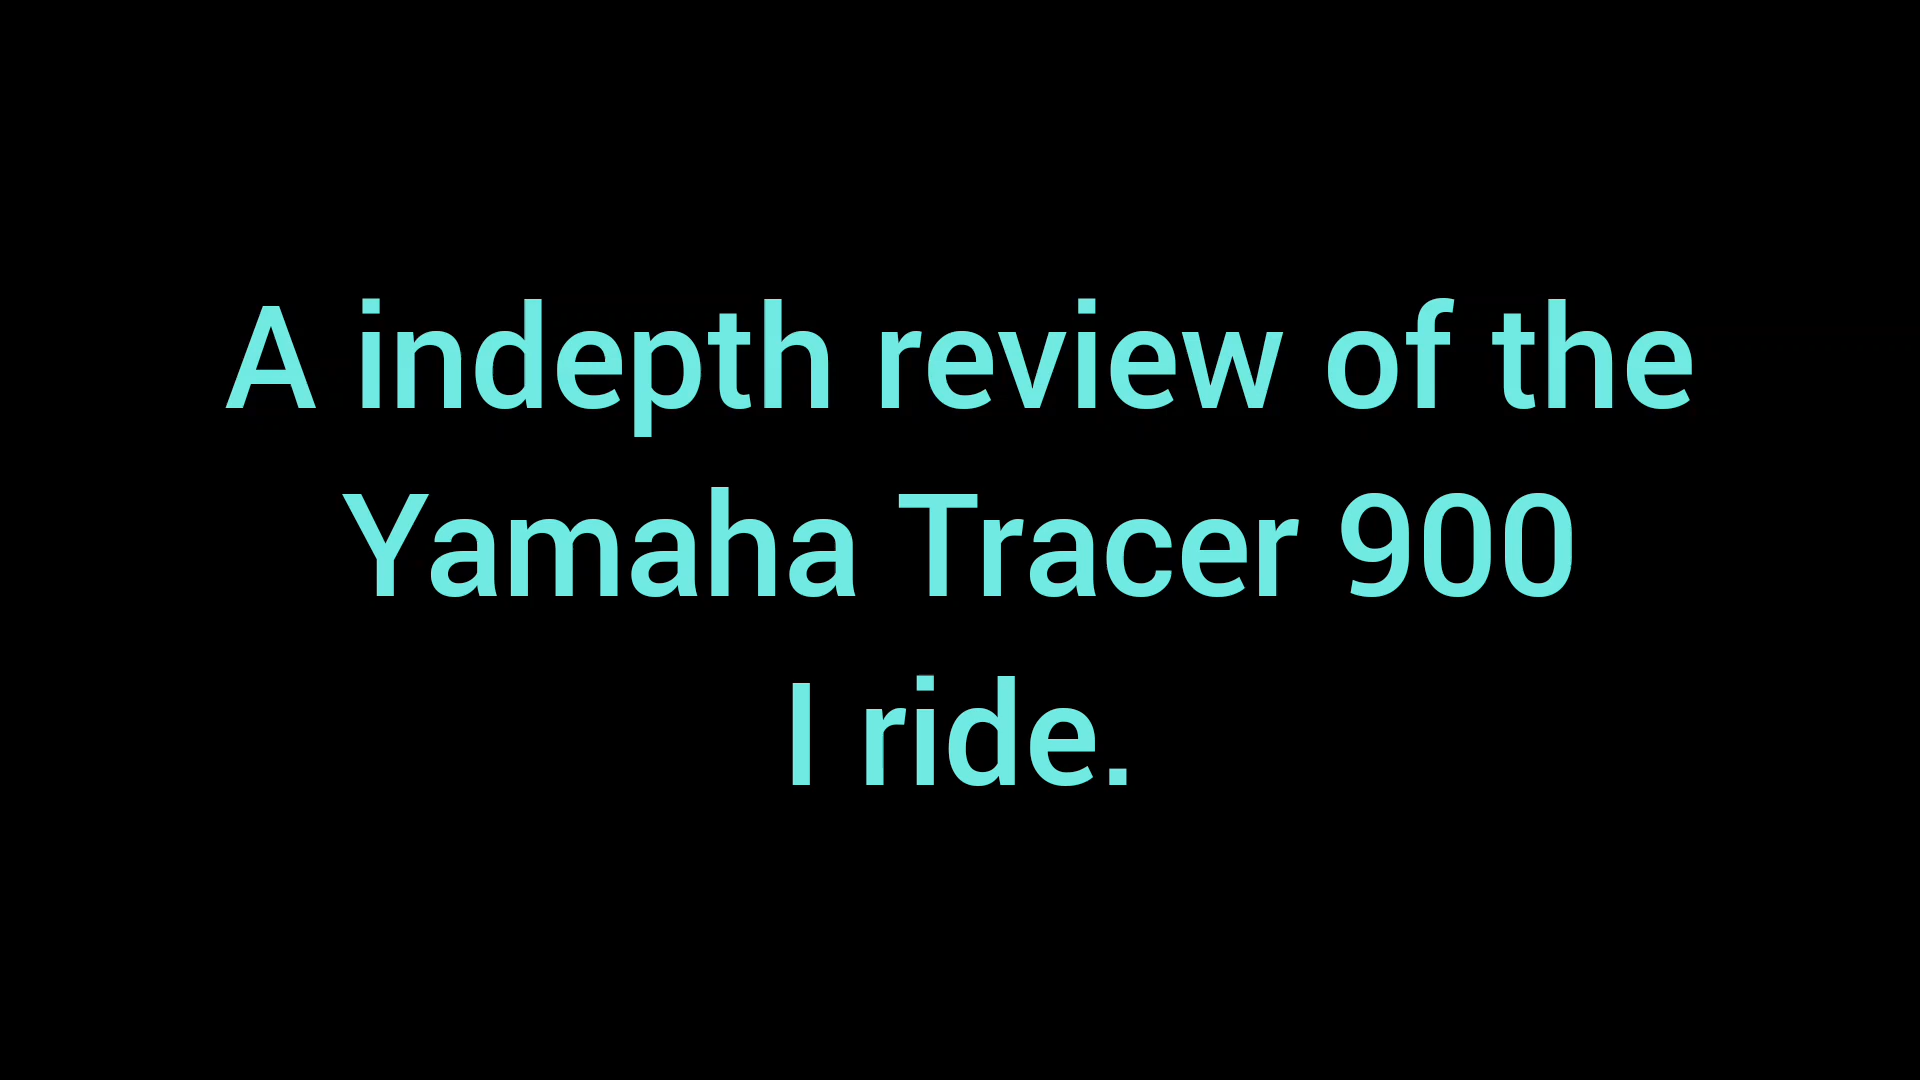 A indepth review of the
Yamaha Tracer 900
I ride.